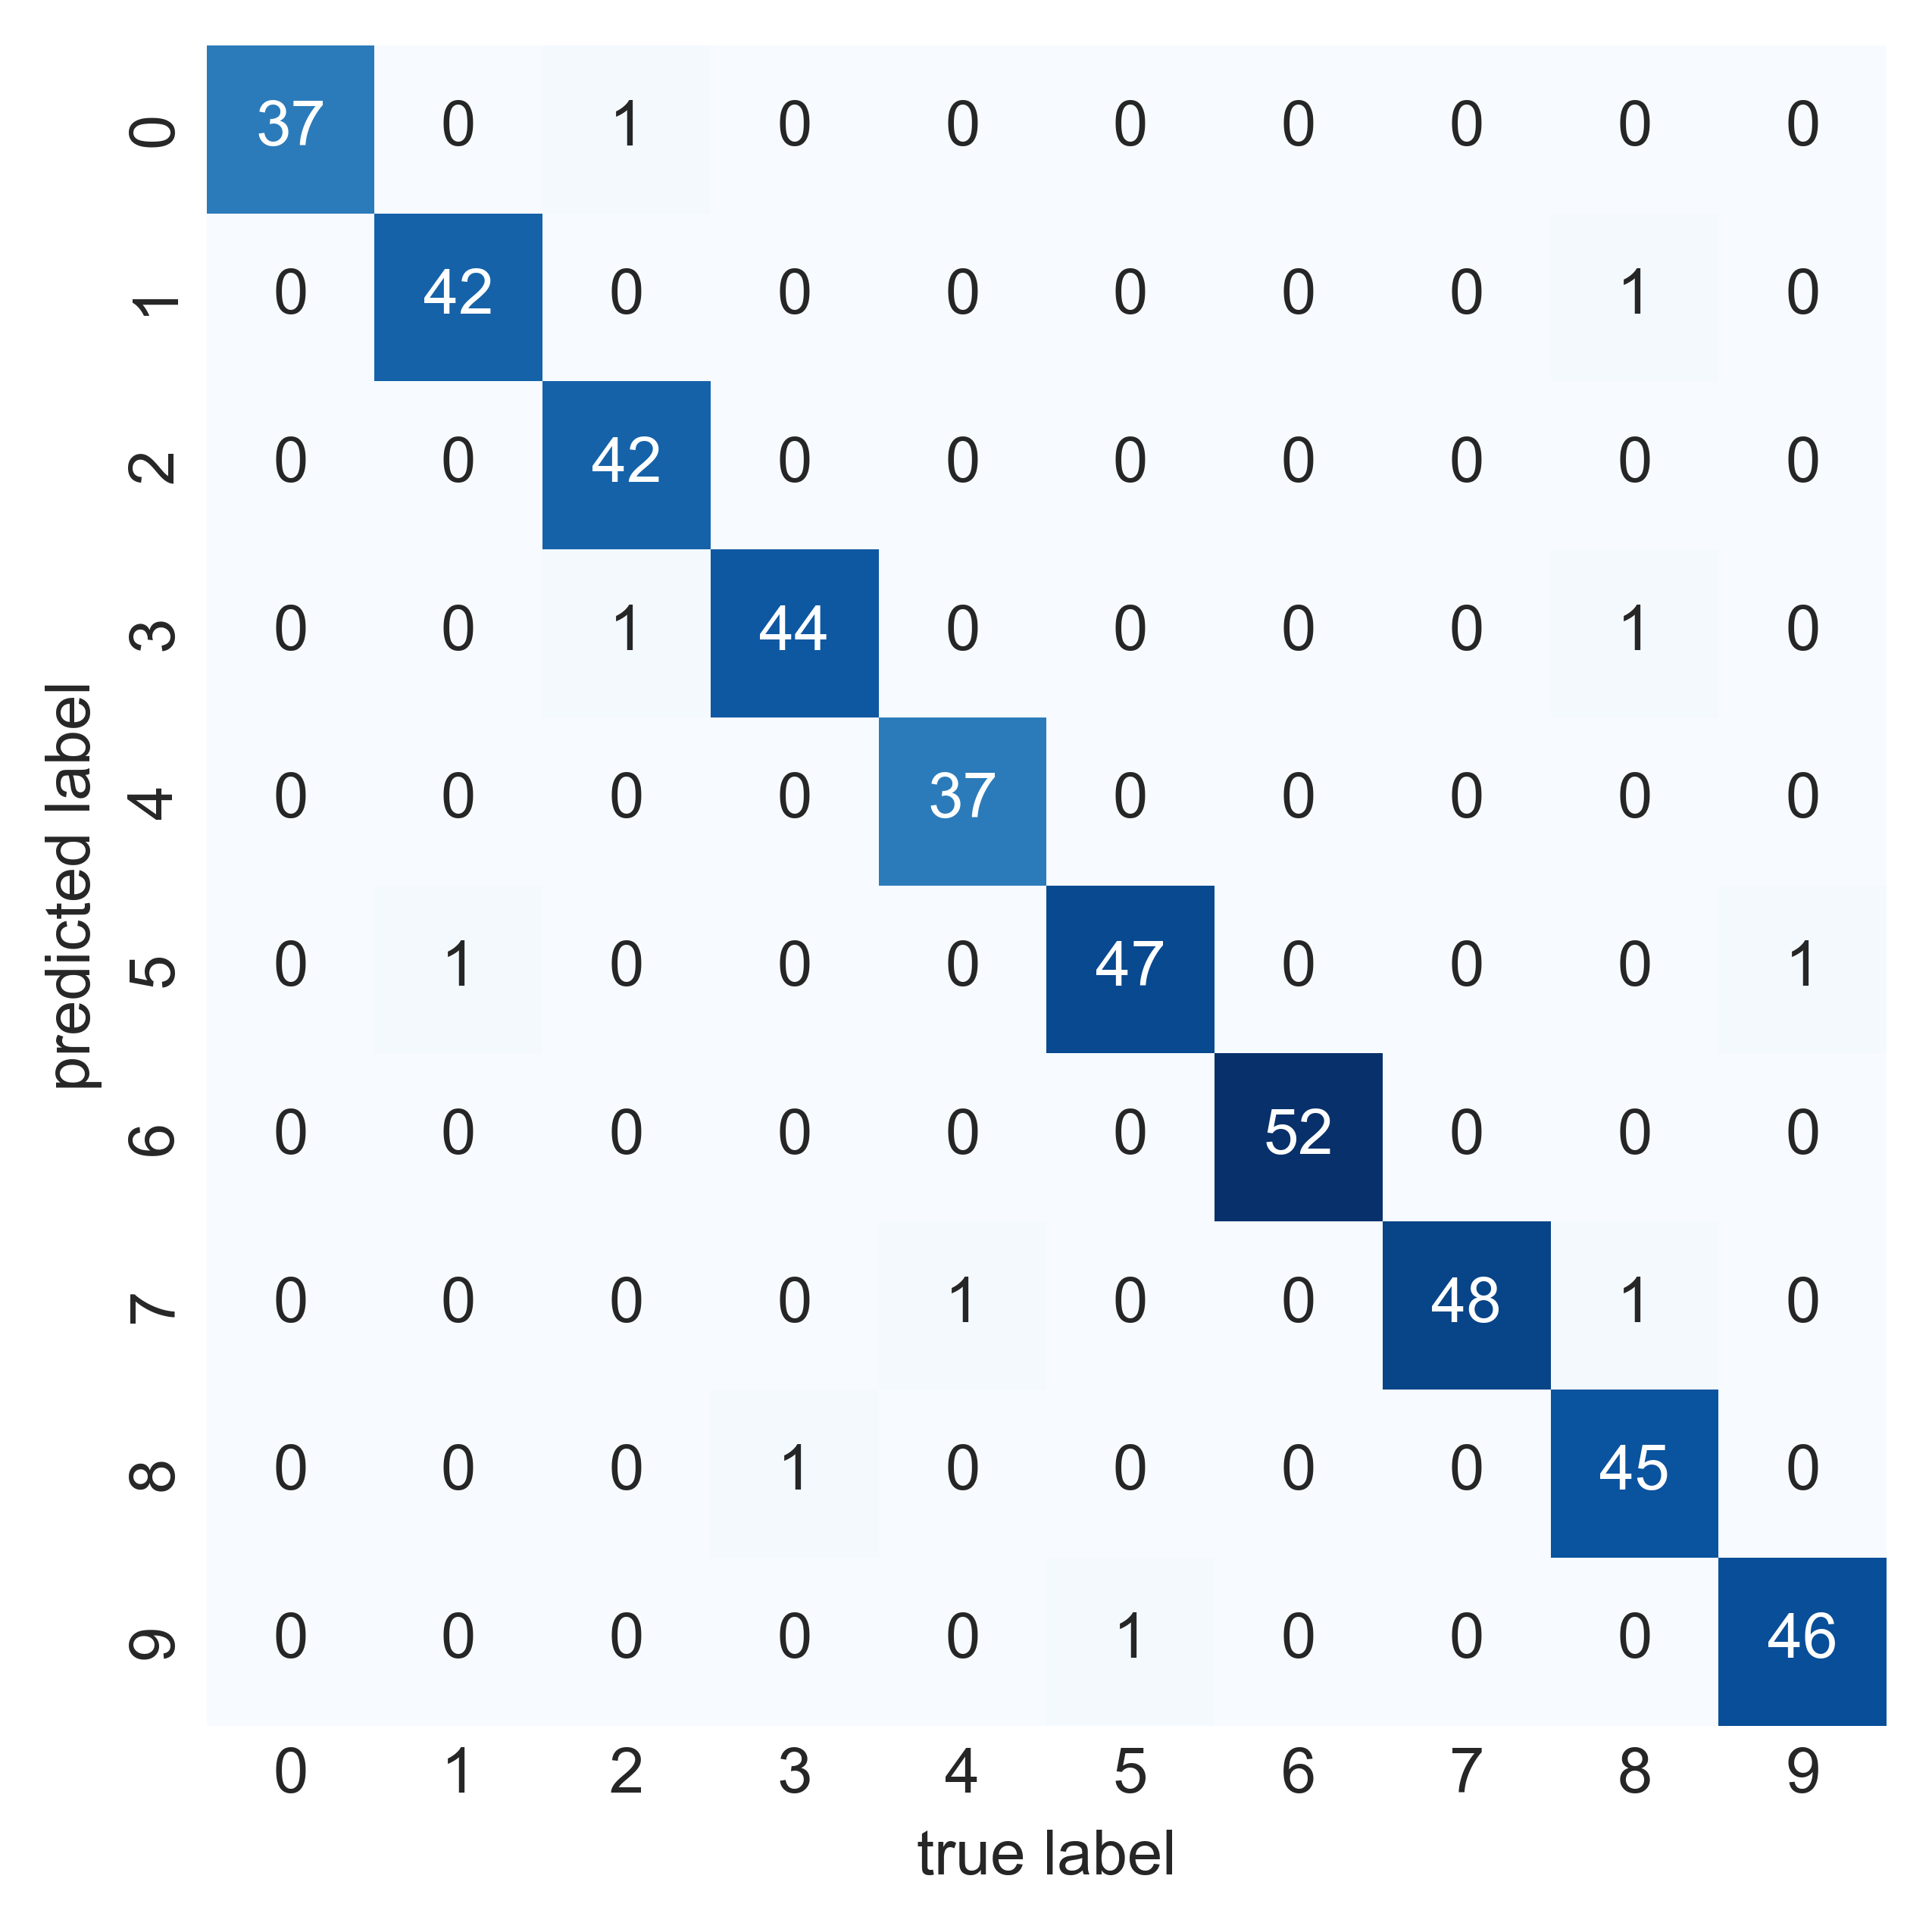 predicted label
0 37 0 1 0 0 0 0 0 0 0
1 0 42 0 0 0 0 0 0 1 0
2 0 0 42 0 0 0 0 0 0 0
3 0 0 1 44 0 0 0 0 1 0
4 0 0 0 0 37 0 0 0 0 0
5 0 1 0 0 0 47 0 0 0 1
6 0 0 0 0 0 0 52 0 0 0
7 0 0 0 0 1 0 0 48 1 0
8 0 0 0 1 0 0 0 0 45 0
9 0 0 0 0 0 1 0 0 0 46
0 1 2 3 4 5 6 7 8 9
true label